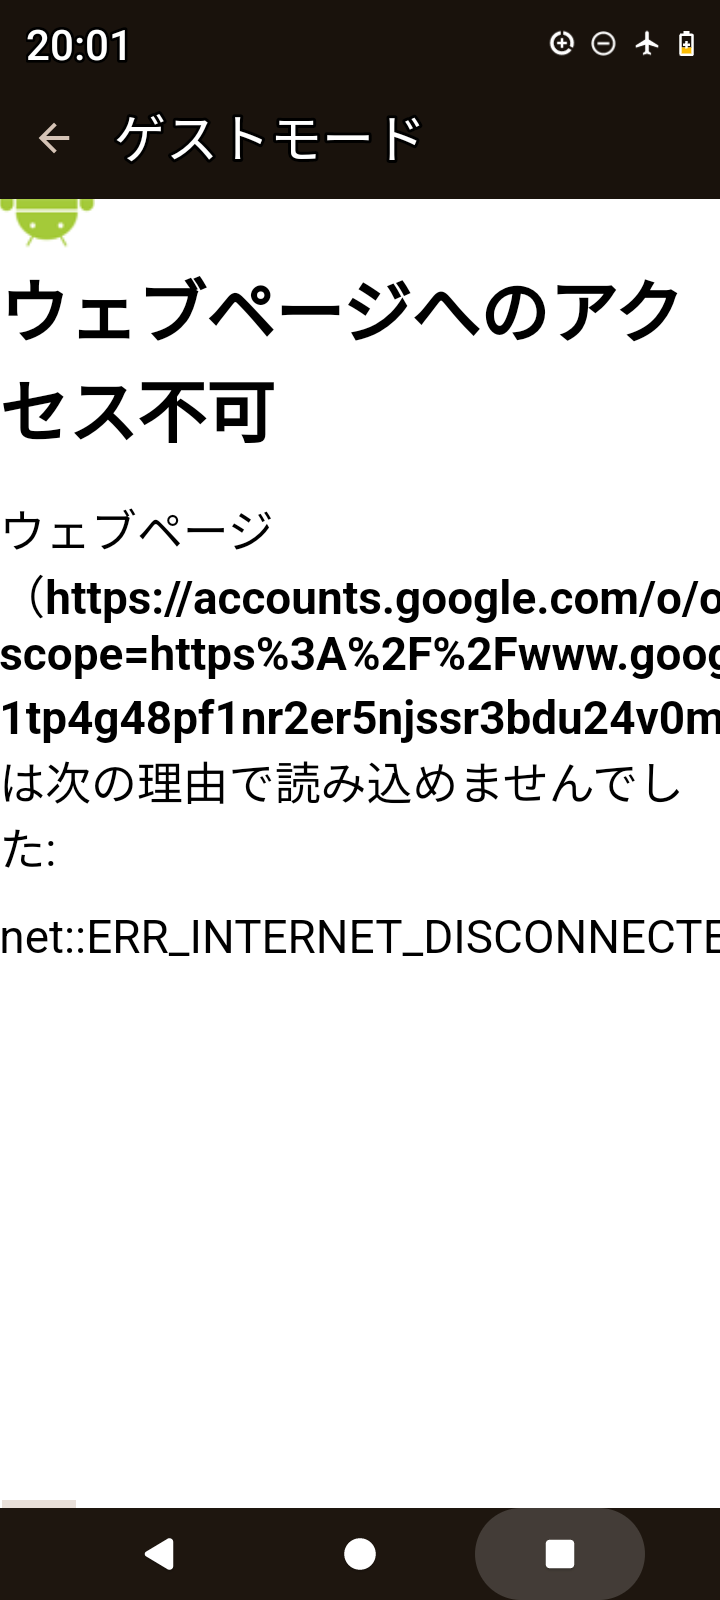 20:01
ゲストモード
ウェブページへのアク
セス不可
ウェブページ
（https://accounts.google.com/o/o
scope=https%3A%2F%2Fwww.goog
1tp4g48pf1nr2er5njssr3bdu24v0m
は次の理由で読み込めませんでし
た:
net::ERR_INTERNET_DISCONNECTE